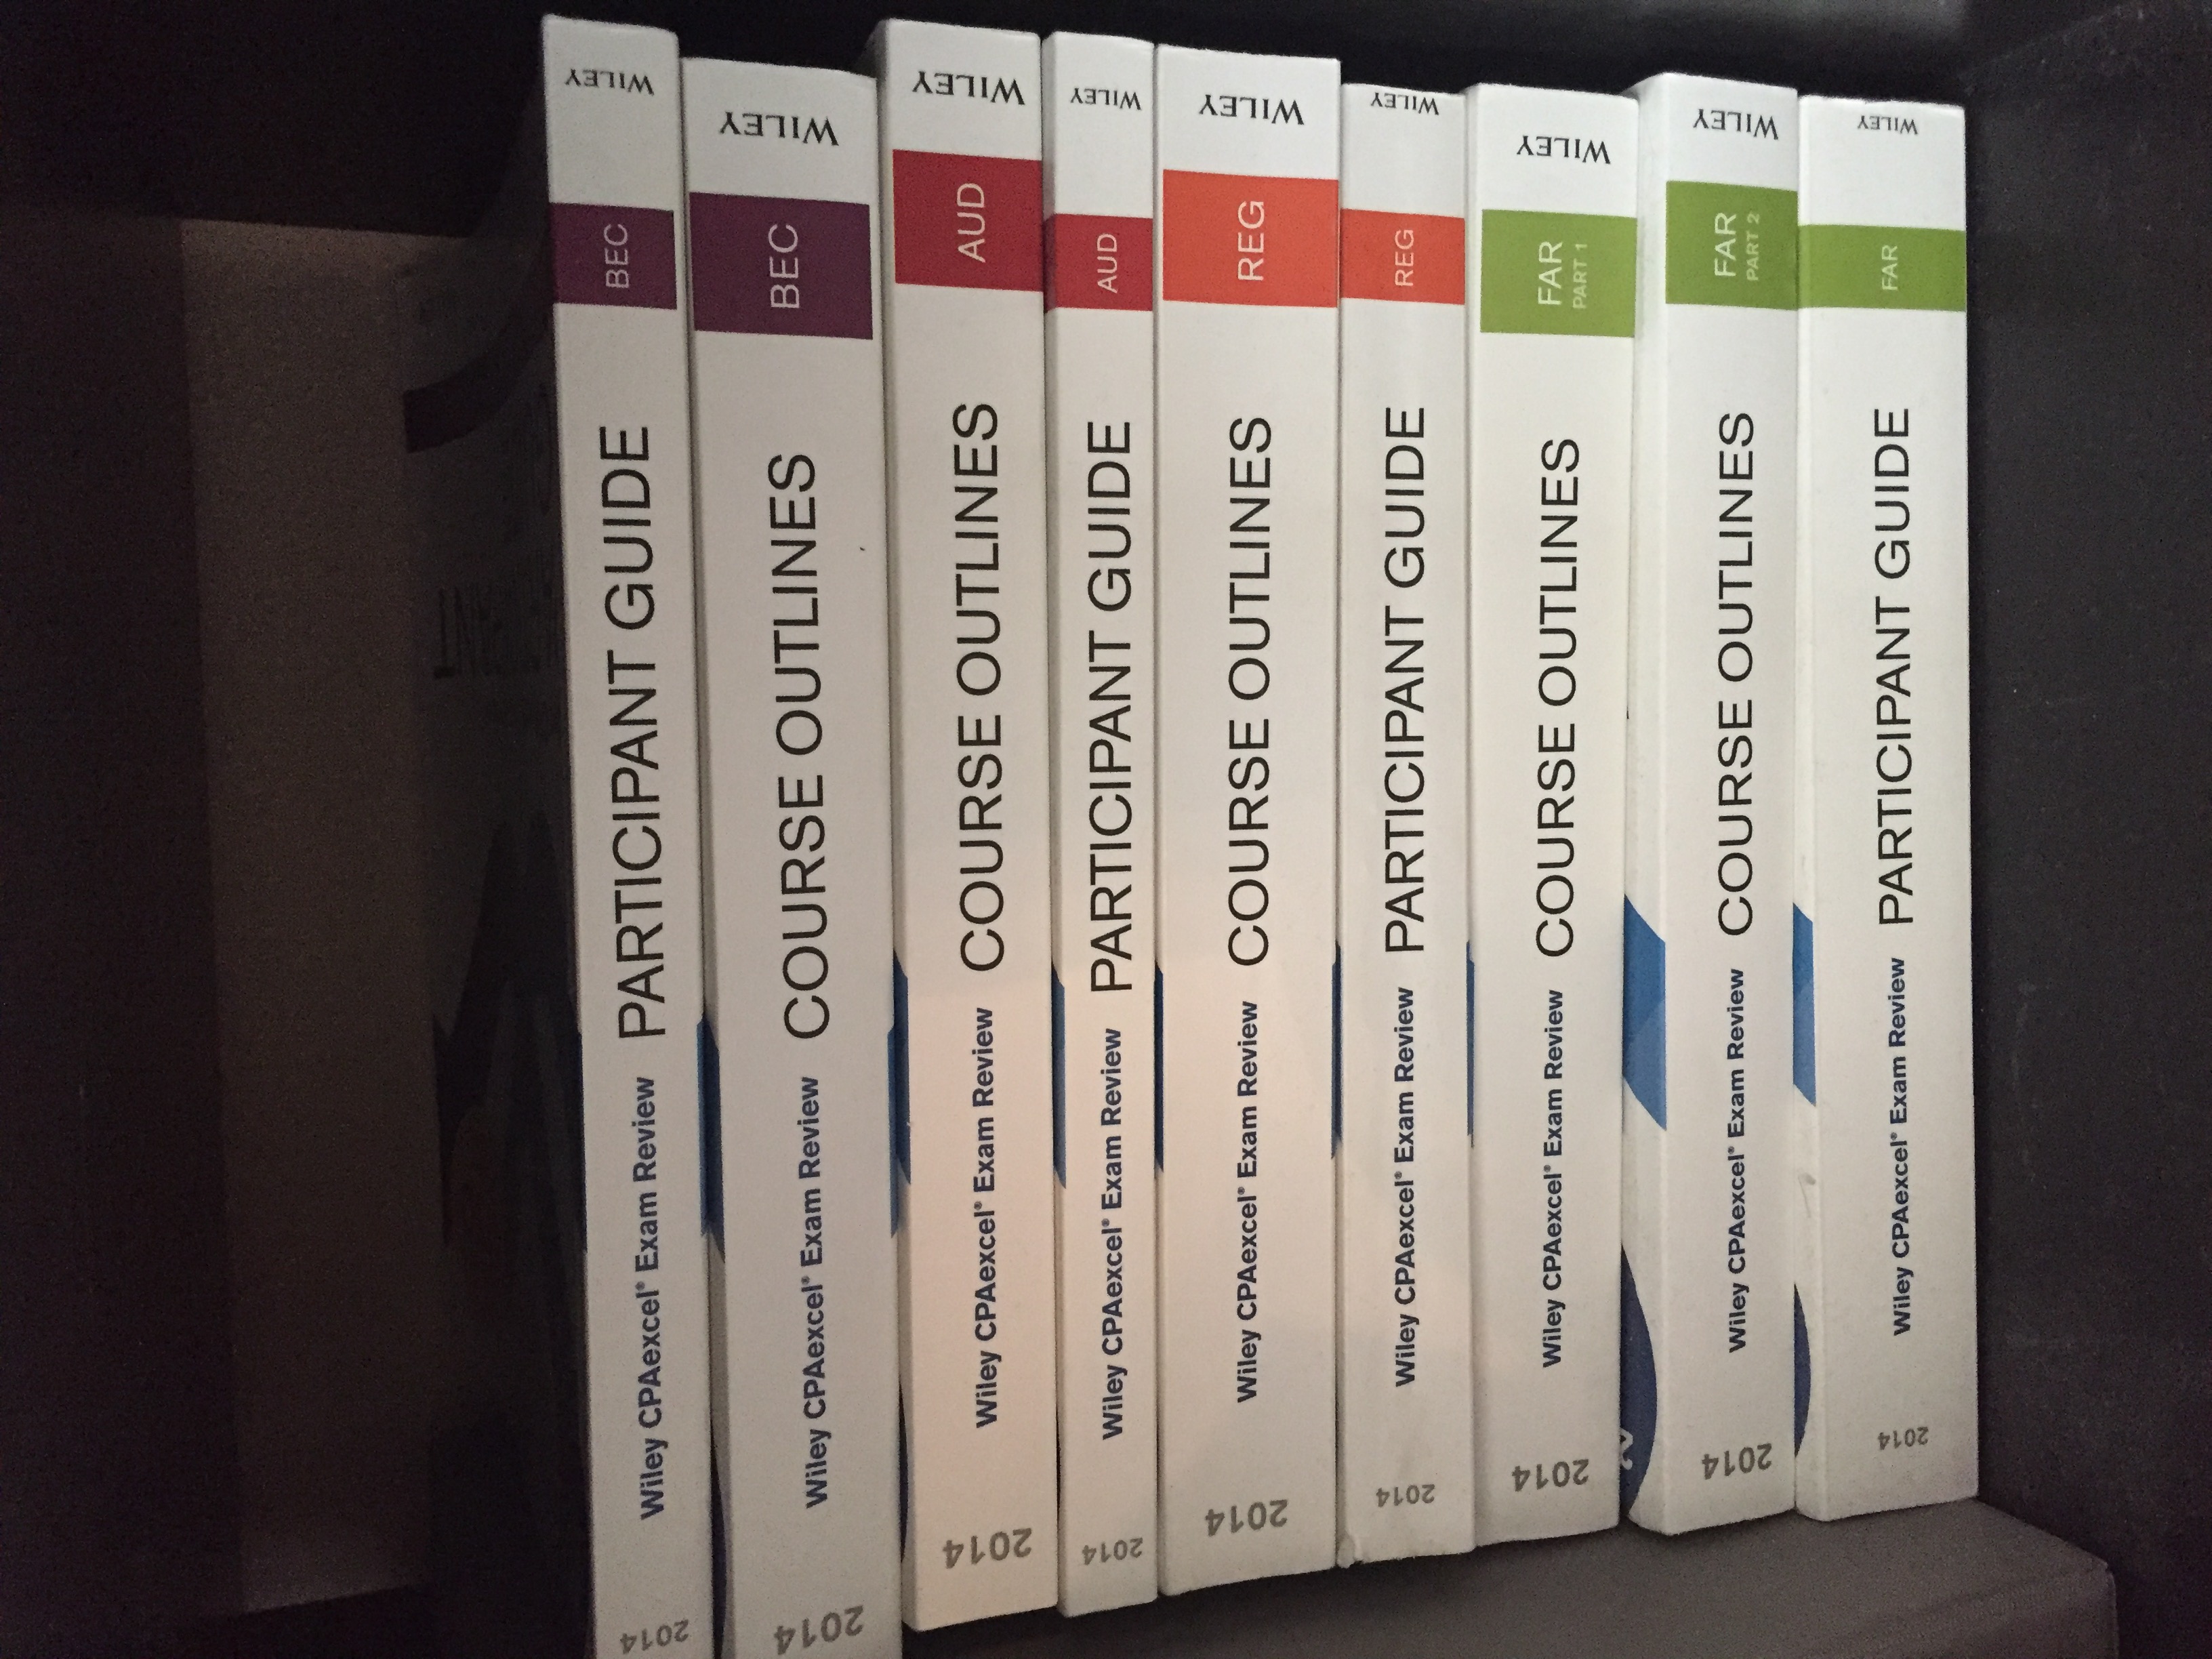 2014 Wiley CPAexcel® Exam Review PARTICIPANT GUIDE BEC WILEY
2014 Wiley CPAexcel® Exam Review COURSE OUTLINES BEC WILEY
2014 Wiley CPAexcel® Exam Review COURSE OUTLINES AUD WILEY
2014 Wiley CPAexcel® Exam Review PARTICIPANT GUIDE AUD WILEY
2014 Wiley CPAexcel® Exam Review COURSE OUTLINES REG WILEY
2014 Wiley CPAexcel® Exam Review PARTICIPANT GUIDE REG WILEY
2014 Wiley CPAexcel® Exam Review COURSE OUTLINES FAR WILEY
PART 1
2014 Wiley CPAexcel® Exam Review COURSE OUTLINES FAR WILEY
PART 2
2014 Wiley CPAexcel® Exam Review PARTICIPANT GUIDE FAR WILEY